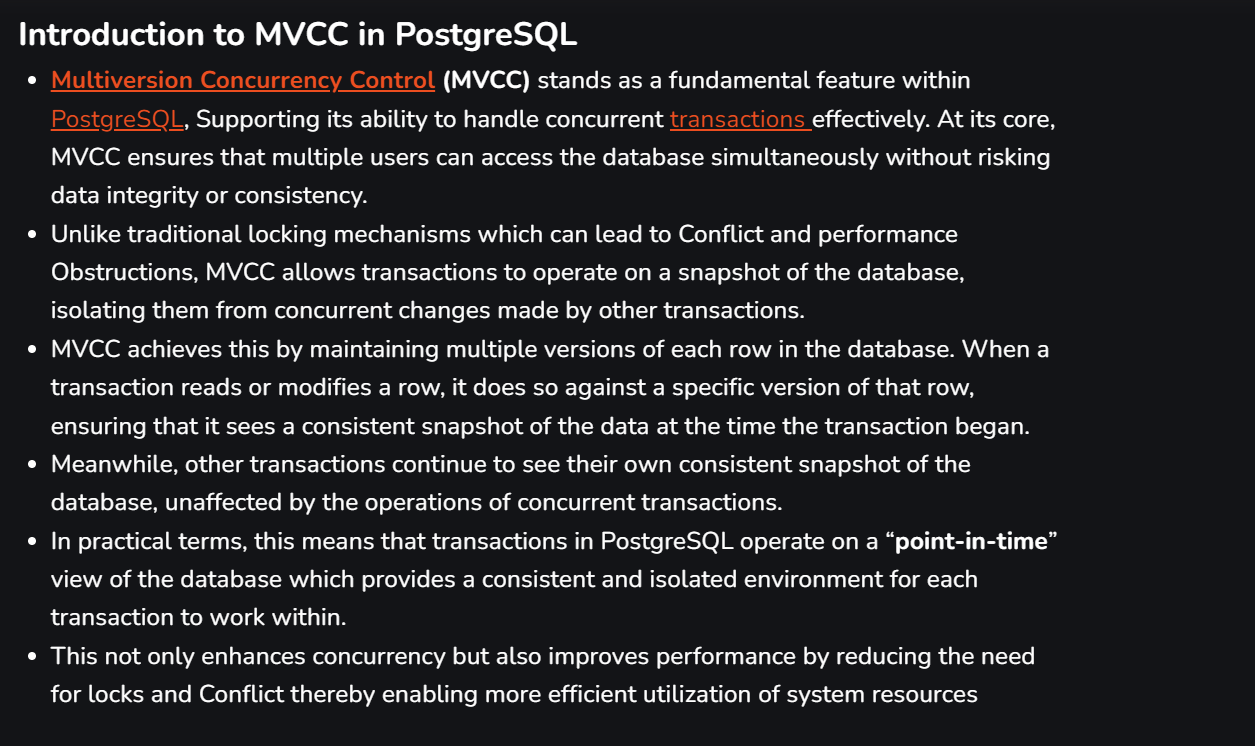 Introduction to MVCC in PostgreSQL
• Multiversion Concurrency Control (MVCC) stands as a fundamental feature within
PostgreSQL, Supporting its ability to handle concurrent transactions effectively. At its core,
MVCC ensures that multiple users can access the database simultaneously without risking
data integrity or consistency.
• Unlike traditional locking mechanisms which can lead to Conflict and performance
Obstructions, MVCC allows transactions to operate on a snapshot of the database,
isolating them from concurrent changes made by other transactions.
• MVCC achieves this by maintaining multiple versions of each row in the database. When a
transaction reads or modifies a row, it does so against a specific version of that row,
ensuring that it sees a consistent snapshot of the data at the time the transaction began.
• Meanwhile, other transactions continue to see their own consistent snapshot of the
database, unaffected by the operations of concurrent transactions.
• In practical terms, this means that transactions in PostgreSQL operate on a “point-in-time”
view of the database which provides a consistent and isolated environment for each
transaction to work within.
• This not only enhances concurrency but also improves performance by reducing the need
for locks and Conflict thereby enabling more efficient utilization of system resources